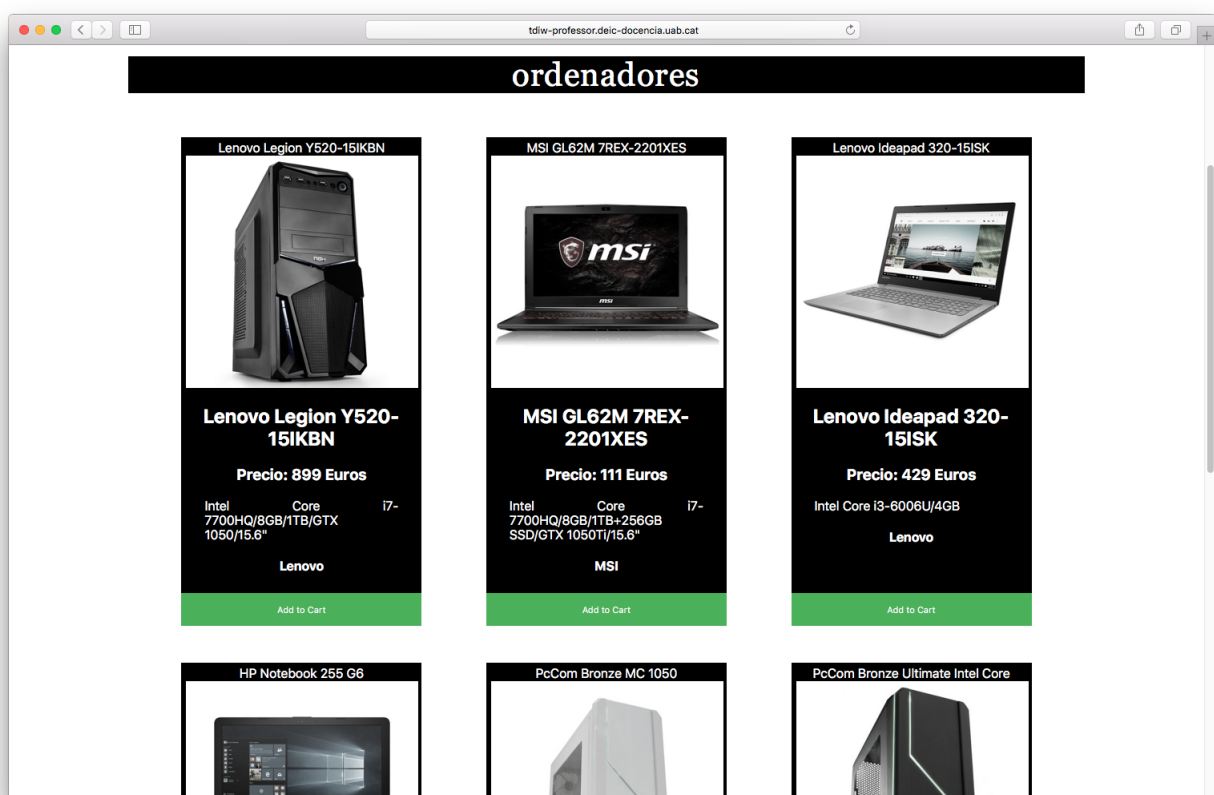 tdiw-professor.deic-docencia.uab.cat
ordenadores
Lenovo Legion Y520-15IKBN
MSI GL62M 7REX-2201XES
Lenovo Ideapad 320-15ISK
msi
msi
Lenovo Legion Y520-
15IKBN
Precio: 899 Euros
Intel Core i7-
7700HQ/8GB/1TB/GTX
1050/15.6"
Lenovo
Add to Cart
MSI GL62M 7REX-
2201XES
Precio: 111 Euros
Intel Core i7-
7700HQ/8GB/1TB+256GB
SSD/GTX 1050Ti/15.6"
MSI
Add to Cart
Lenovo Ideapad 320-
15ISK
Precio: 429 Euros
Intel Core i3-6006U/4GB
Lenovo
Add to Cart
HP Notebook 255 G6
PcCom Bronze MC 1050
PcCom Bronze Ultimate Intel Core